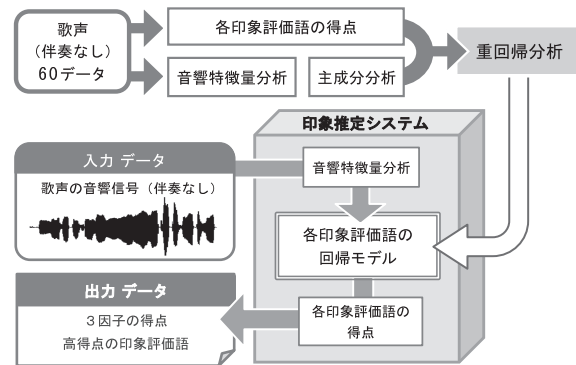 歌声
（伴奏なし）
60データ
各印象評価語の得点
音響特徴量分析
主成分分析
重回帰分析
印象推定システム
入力 データ
歌声の音響信号（伴奏なし）
音響特徴量分析
各印象評価語の
回帰モデル
各印象評価語の
得点
出力 データ
３因子の得点
高得点の印象評価語